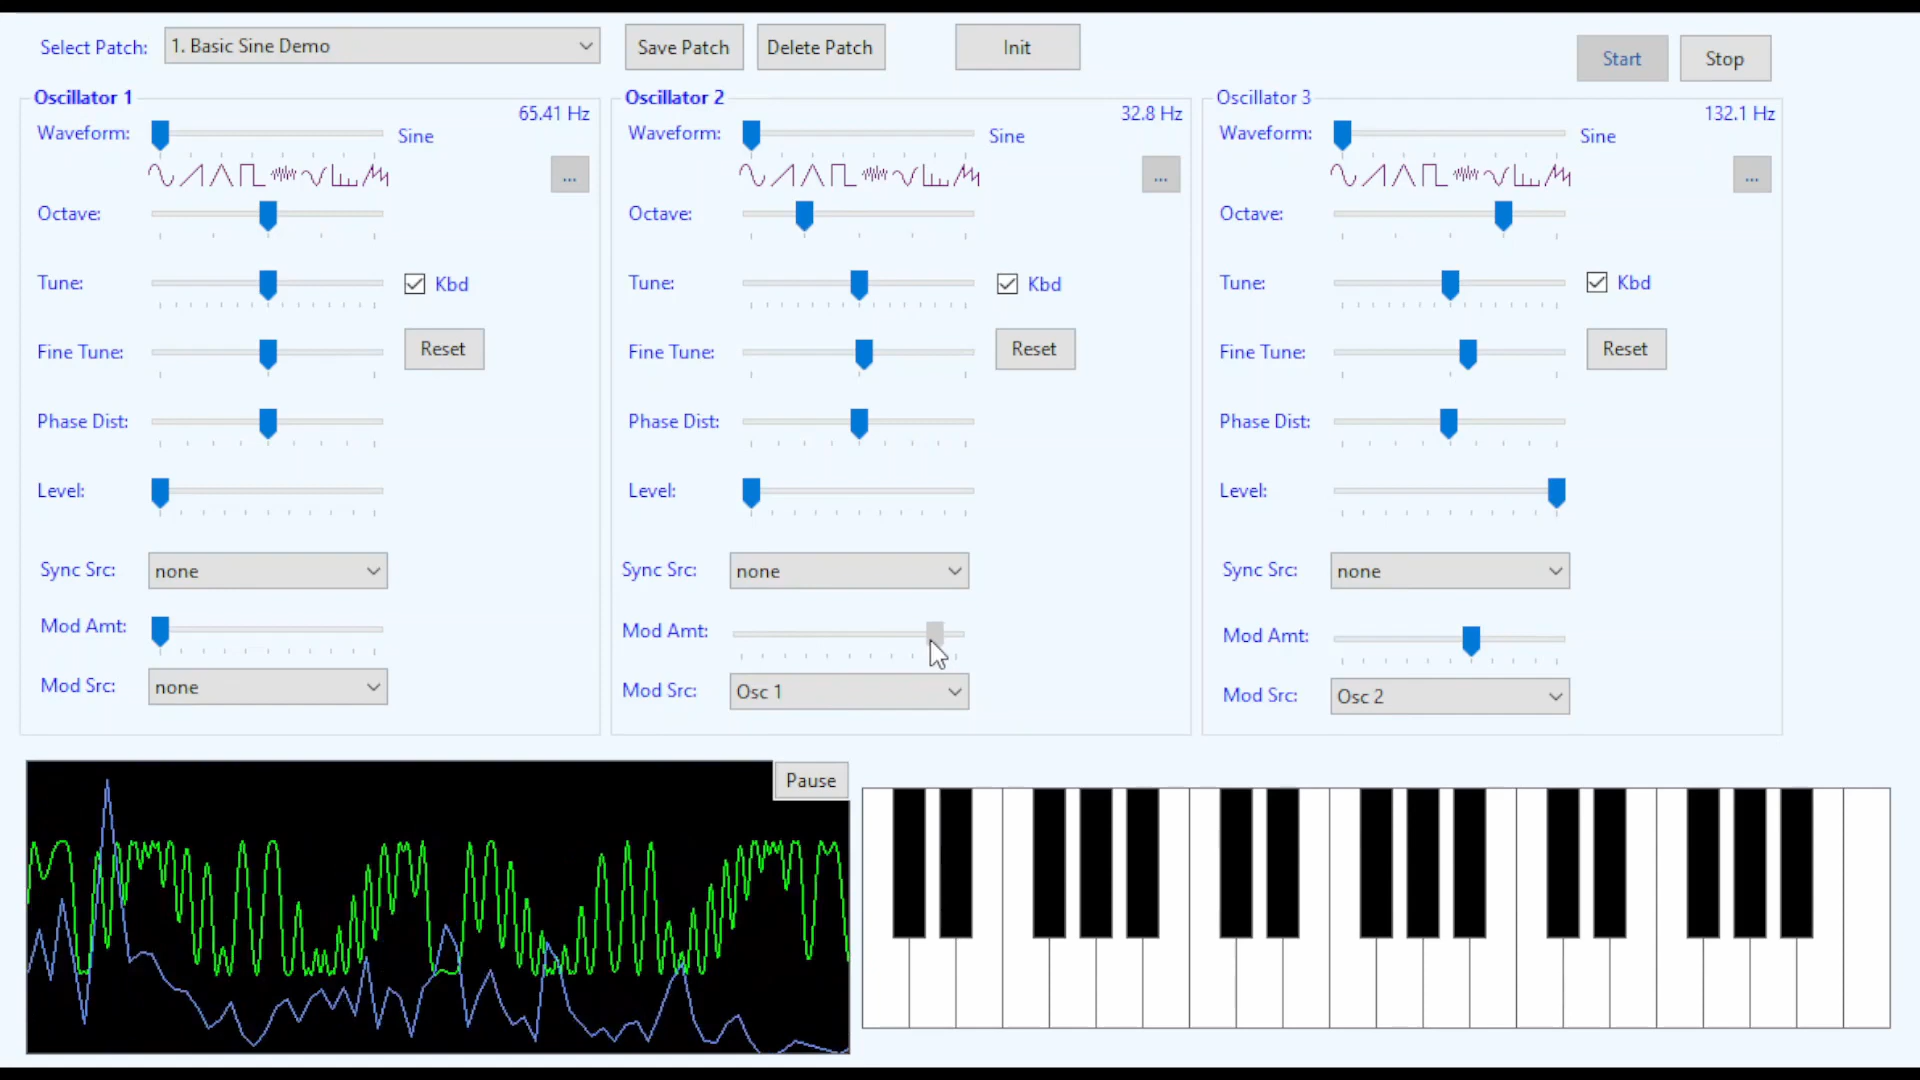 Select Patch:
1. Basic Sine Demo
Save Patch
Delete Patch
Init
Start
Stop
Oscillator 1
65.41 Hz
Waveform:
Sine
...
Octave:
Tune:
Kbd
Fine Tune:
Reset
Phase Dist:
Level:
Sync Src:
none
Mod Amt:
Mod Src:
none
Oscillator 2
32.8 Hz
Waveform:
Sine
...
Octave:
Tune:
Kbd
Fine Tune:
Reset
Phase Dist:
Level:
Sync Src:
none
Mod Amt:
Mod Src:
Osc 1
Oscillator 3
132.1 Hz
Waveform:
Sine
...
Octave:
Tune:
Kbd
Fine Tune:
Reset
Phase Dist:
Level:
Sync Src:
none
Mod Amt:
Mod Src:
Osc 2
Pause